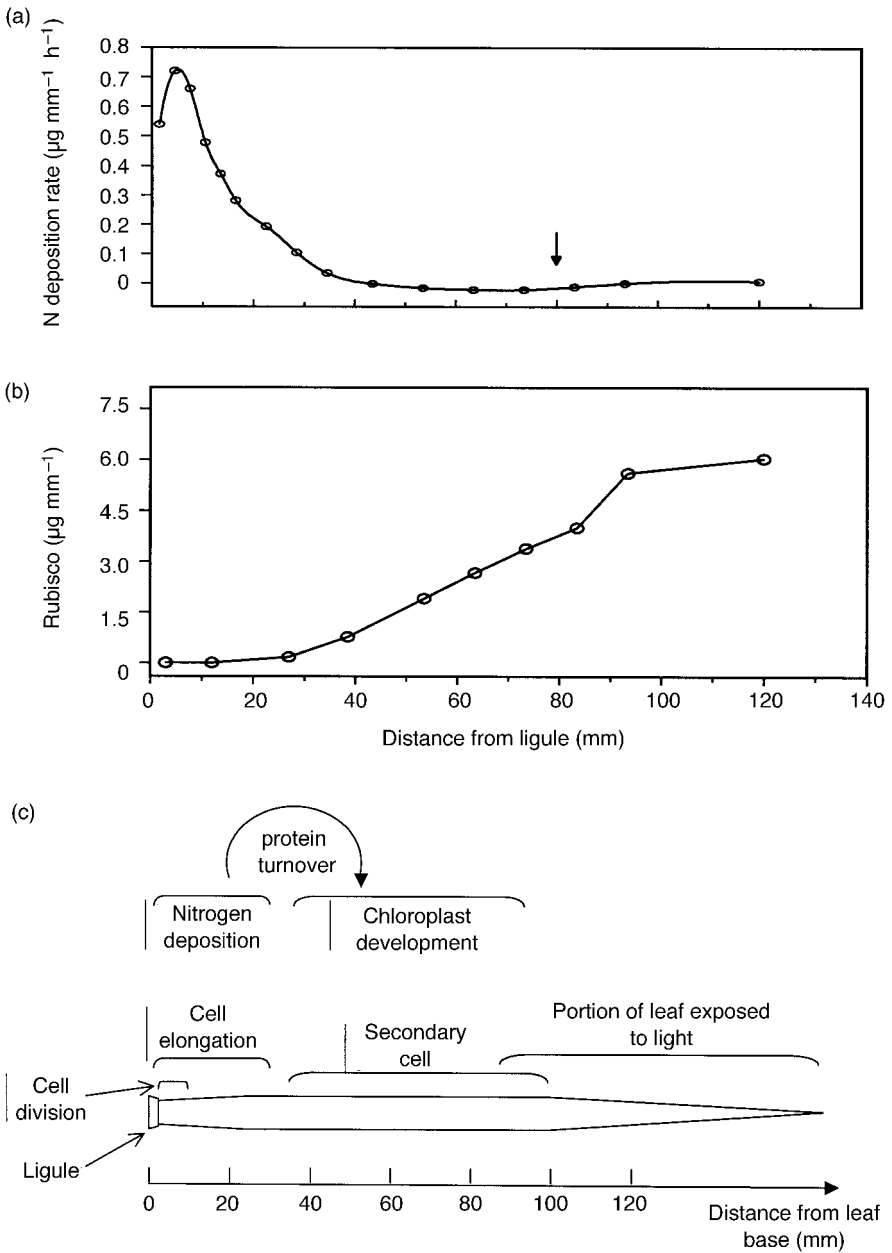 (a)
N deposition rate (µg mm⁻¹ h⁻¹)
0.8
0.7
0.6
0.5
0.4
0.3
0.2
0.1
0
(b)
Rubisco (µg mm⁻¹)
7.5
6.0
4.5
3.0
1.5
0
0 20 40 60 80 100 120 140
Distance from ligule (mm)
(c)
protein
turnover
Nitrogen
deposition
Chloroplast
development
Cell
elongation
Secondary
cell
Portion of leaf exposed
to light
Cell
division
Ligule
0 20 40 60 80 100 120
Distance from leaf
base (mm)